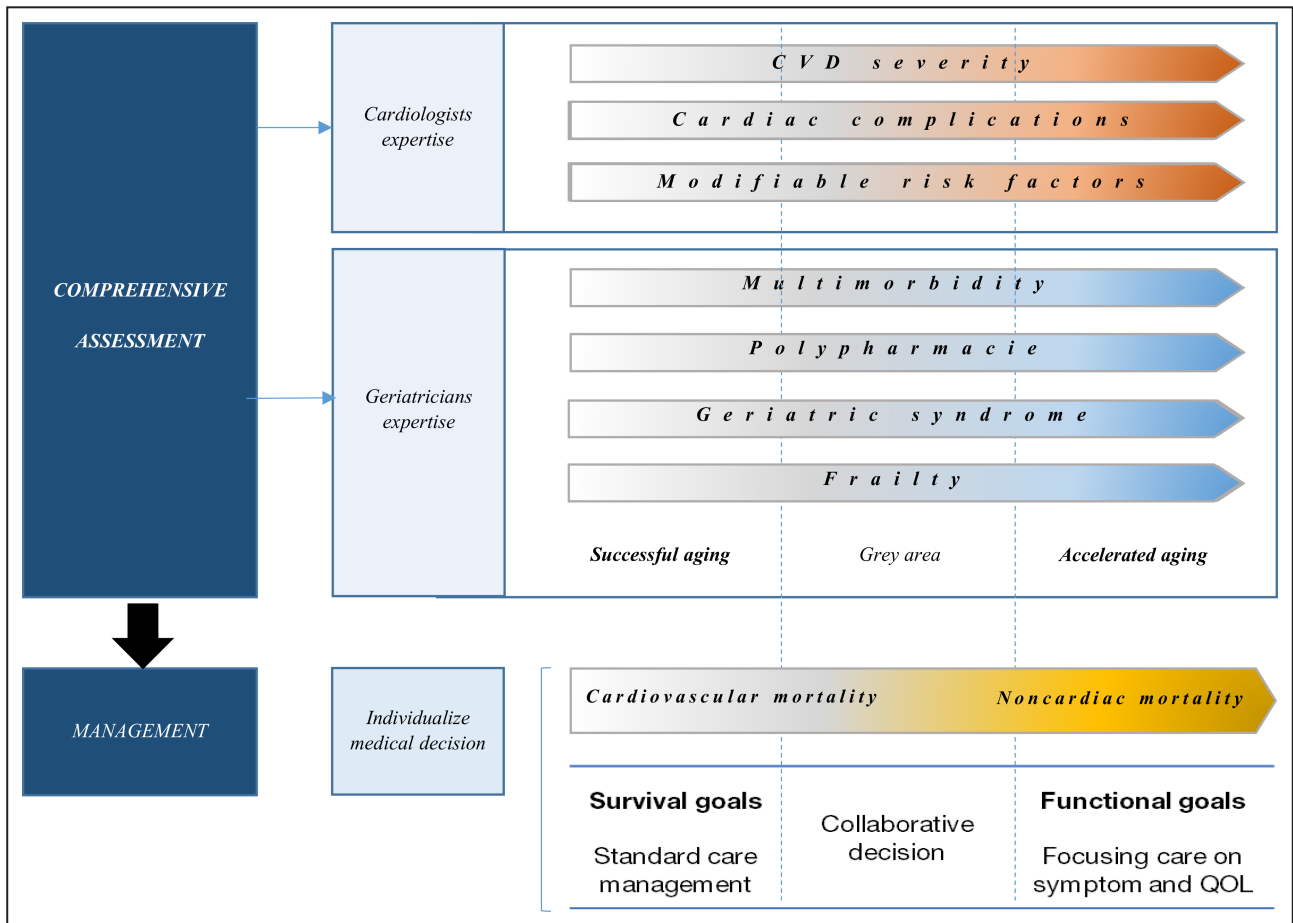 COMPREHENSIVE
ASSESSMENT
Cardiologists
expertise
CVD severity
Cardiac complications
Modifiable risk factors
Geriatricians
expertise
Multimorbidity
Polypharmacie
Geriatric syndrome
Frailty
Successful aging
Grey area
Accelerated aging
MANAGEMENT
Individualize
medical decision
Cardiovascular mortality
Noncardiac mortality
Survival goals
Standard care
management
Collaborative
decision
Functional goals
Focusing care on
symptom and QOL